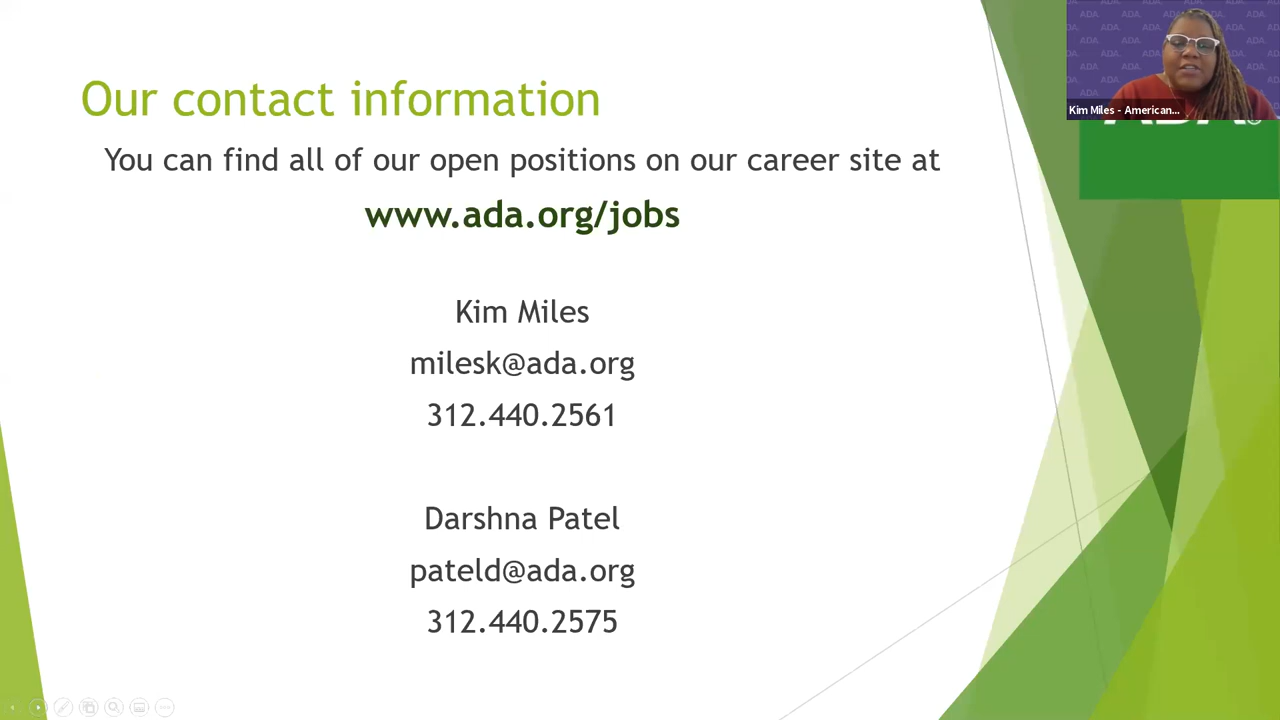 Our contact information
You can find all of our open positions on our career site at
www.ada.org/jobs
Kim Miles
milesk@ada.org
312.440.2561
Darshna Patel
pateld@ada.org
312.440.2575
Kim Miles - American...
ADA